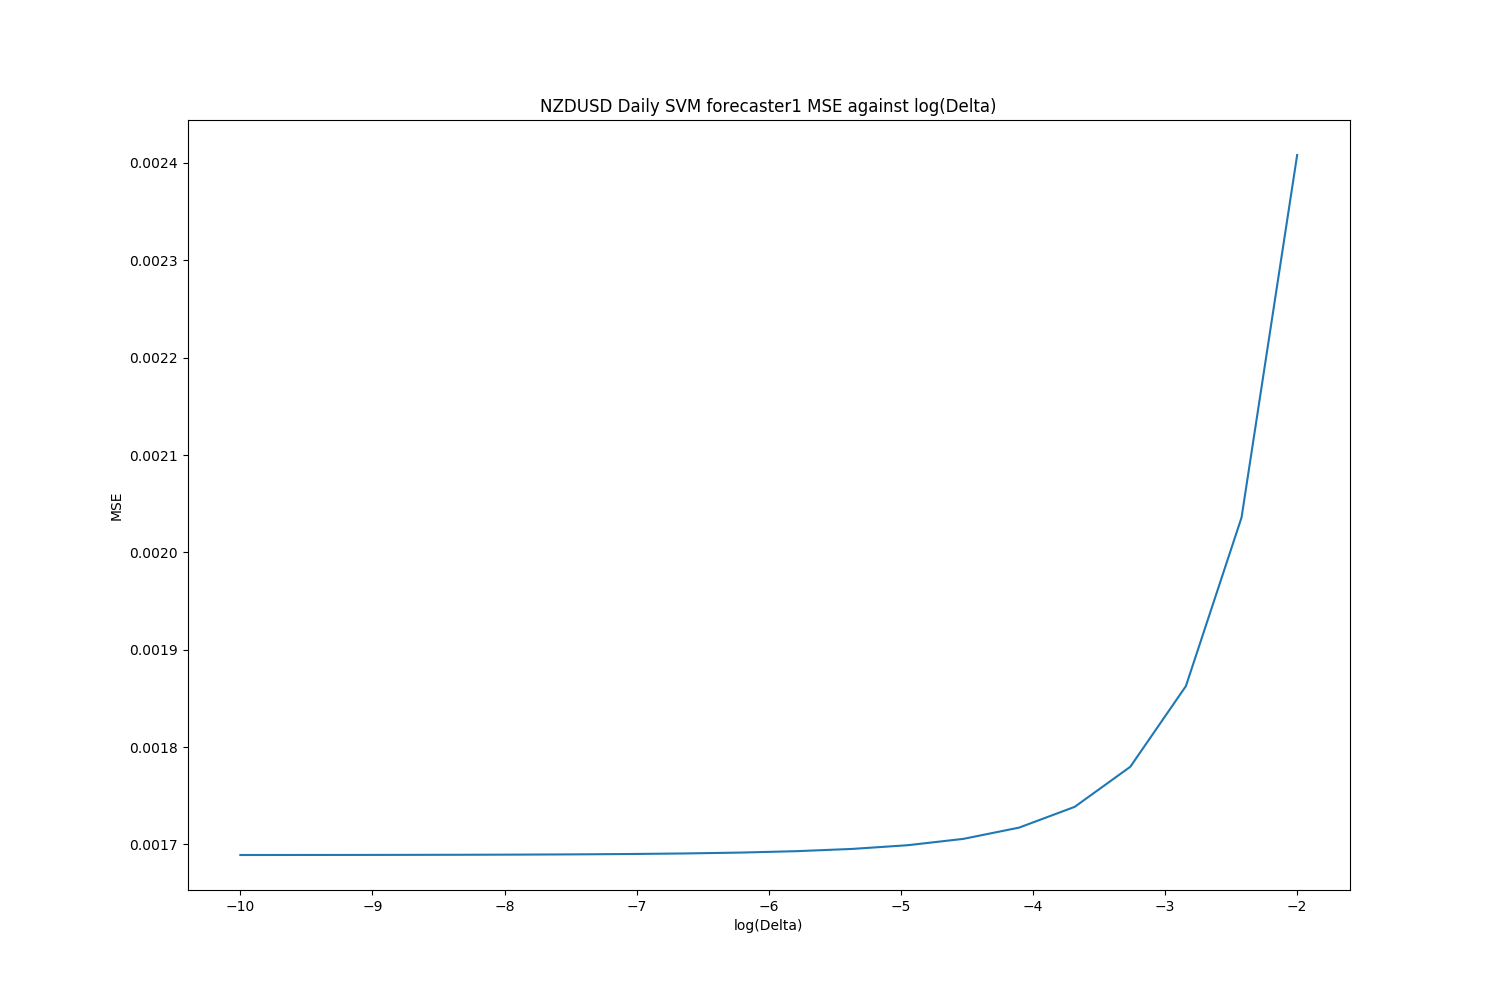 NZDUSD Daily SVM forecaster1 MSE against log(Delta)
0.0024
0.0023
0.0022
0.0021
0.0020
0.0019
0.0018
0.0017
MSE
−10 −9 −8 −7 −6 −5 −4 −3 −2
log(Delta)